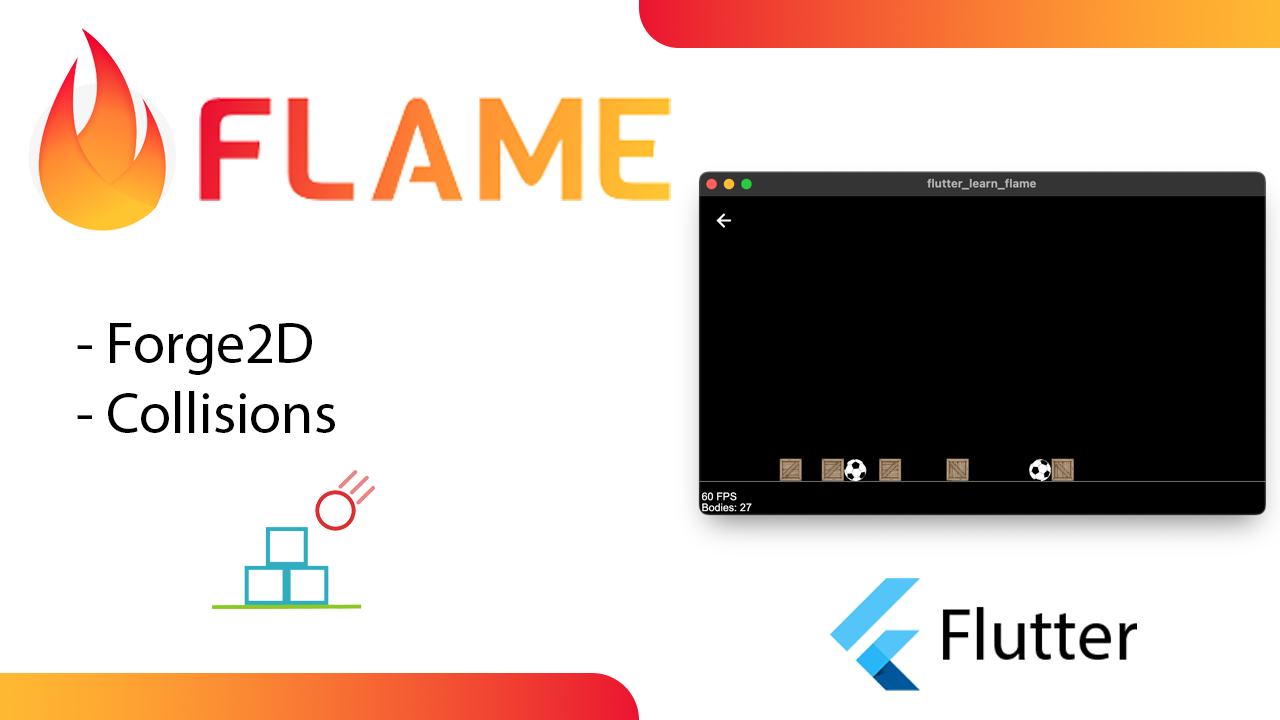 FLAME
- Forge2D
- Collisions
flutter_learn_flame
60 FPS
Bodies: 27
Flutter